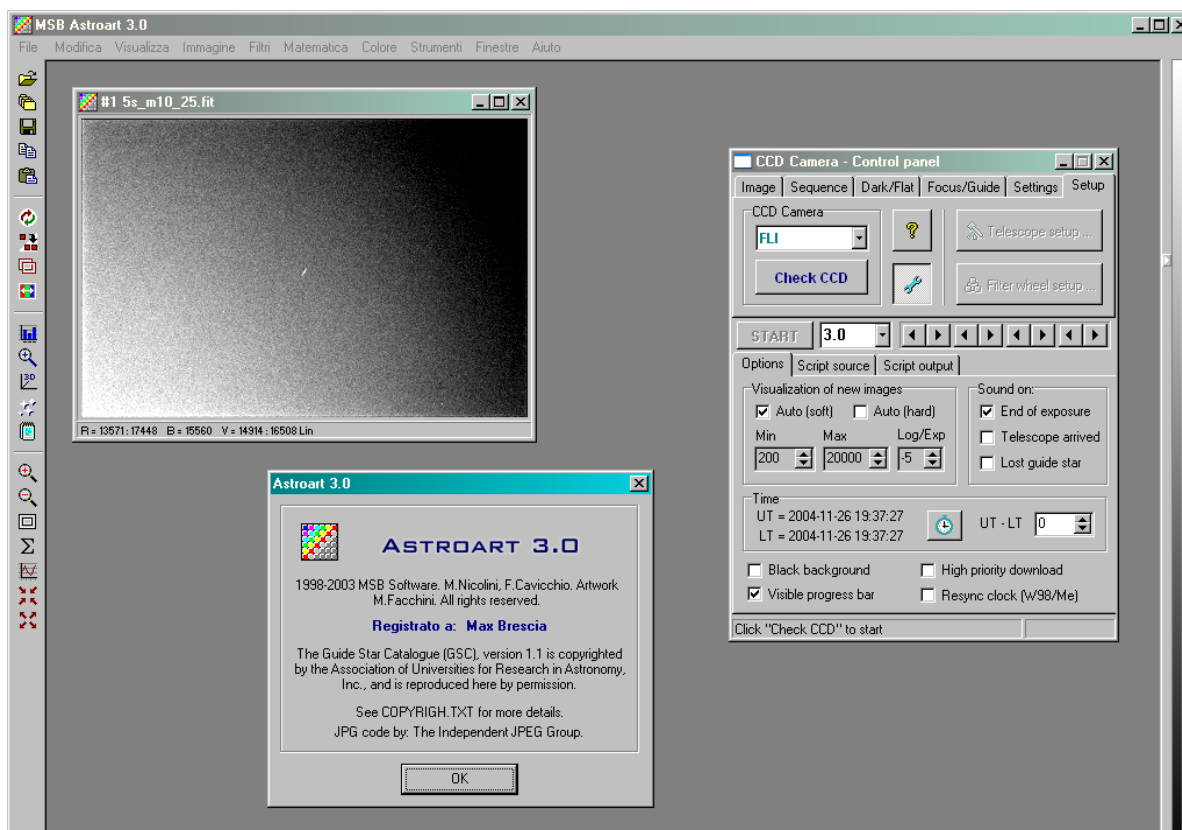 MSB Astroart 3.0
File Modifica Visualizza Immagine Filtri Matematica Colore Strumenti Finestre Aiuto
#1 5s_m10_25.fit
R = 13571:17448 B = 15560 V = 14914:16508 Lin
CCD Camera - Control panel
Image Sequence Dark/Flat Focus/Guide Settings Setup
CCD Camera
FLI
Check CCD
?
Telescope setup ...
Filter wheel setup ...
START 3.0
Options Script source Script output
Visualization of new images
Auto (soft) Auto (hard)
Min Max Log/Exp
200 20000 -5
Sound on:
End of exposure
Telescope arrived
Lost guide star
Time
UT = 2004-11-26 19:37:27
LT = 2004-11-26 19:37:27
UT - LT 0
Black background High priority download
Visible progress bar Resync clock (W98/Me)
Click "Check CCD" to start
Astroart 3.0
ASTROART 3.0
1998-2003 MSB Software. M.Nicolini, F.Cavicchio. Artwork
M.Facchini. All rights reserved.
Registrato a: Max Brescia
The Guide Star Catalogue (GSC), version 1.1 is copyrighted
by the Association of Universities for Research in Astronomy,
Inc., and is reproduced here by permission.
See COPYRIGH.TXT for more details.
JPG code by: The Independent JPEG Group.
OK
3D
Σ